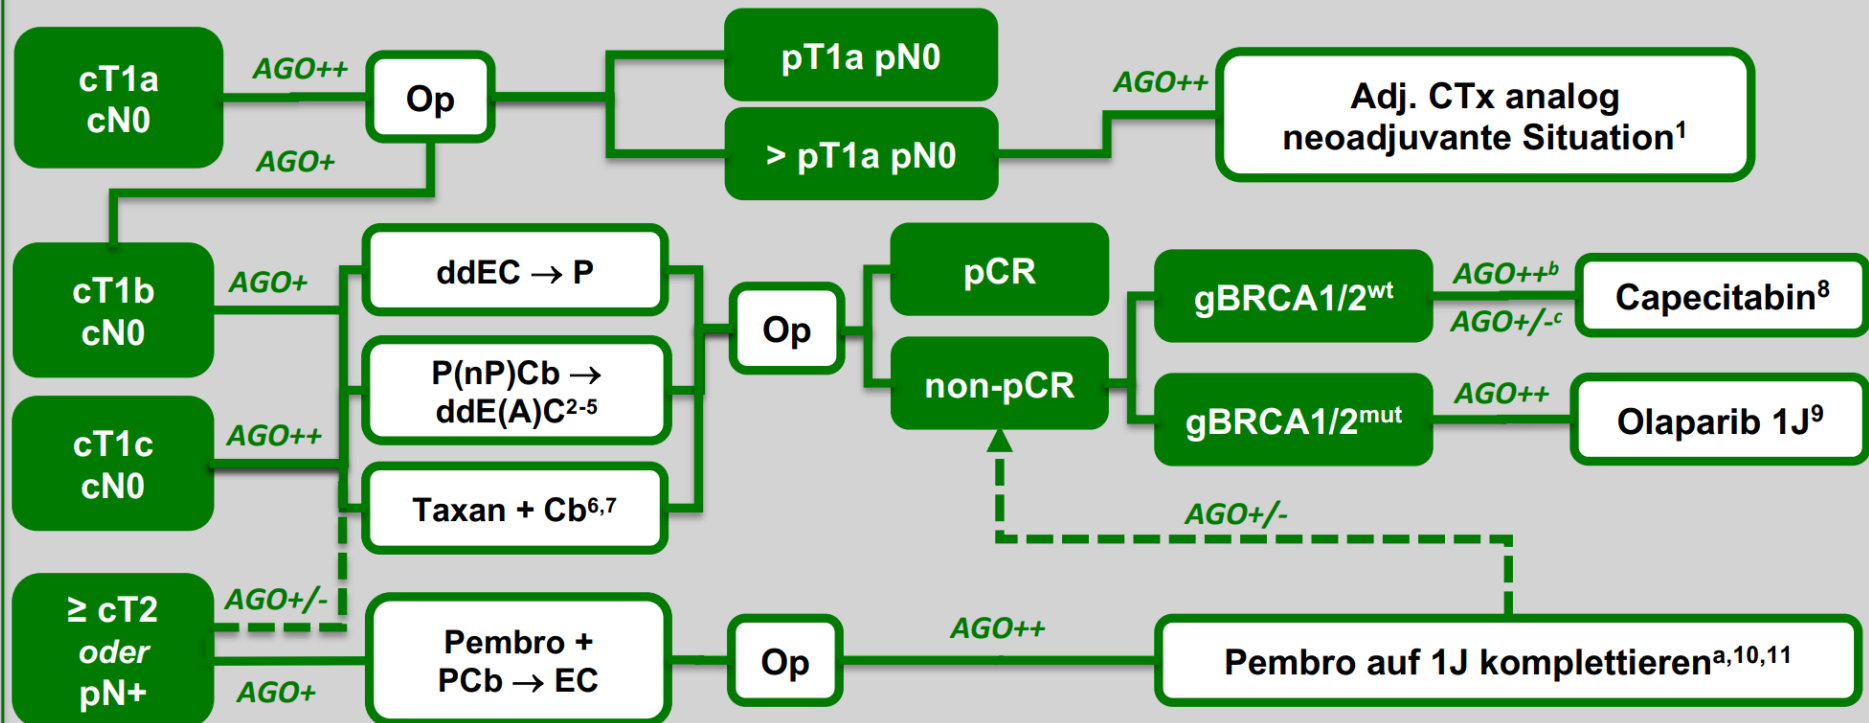 cT1a
cN0
AGO++
Op
pT1a pN0
> pT1a pN0
AGO++
Adj. CTx analog
neoadjuvante Situation¹
AGO+
cT1b
cN0
AGO+
ddEC → P
P(nP)Cb →
ddE(A)C²⁻⁵
Taxan + Cb⁶,⁷
Op
pCR
non-pCR
gBRCA1/2ʷᵗ
AGO++ᵇ
AGO+/-ᶜ
Capecitabin⁸
gBRCA1/2ᵐᵘᵗ
AGO++
Olaparib 1J⁹
cT1c
cN0
AGO++
AGO+/-
≥ cT2
oder
pN+
AGO+/-
AGO+
Pembro +
PCb → EC
Op
AGO++
Pembro auf 1J komplettierenᵃ,¹⁰,¹¹